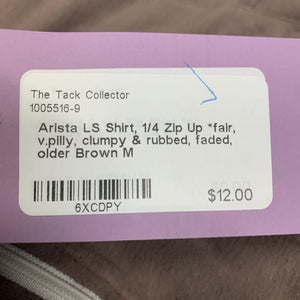 The Tack Collector
1005516-9
Arista LS Shirt, 1/4 Zip Up *fair,
v.pilly, clumpy & rubbed, faded,
older Brown M
6XCDPY
$12.00